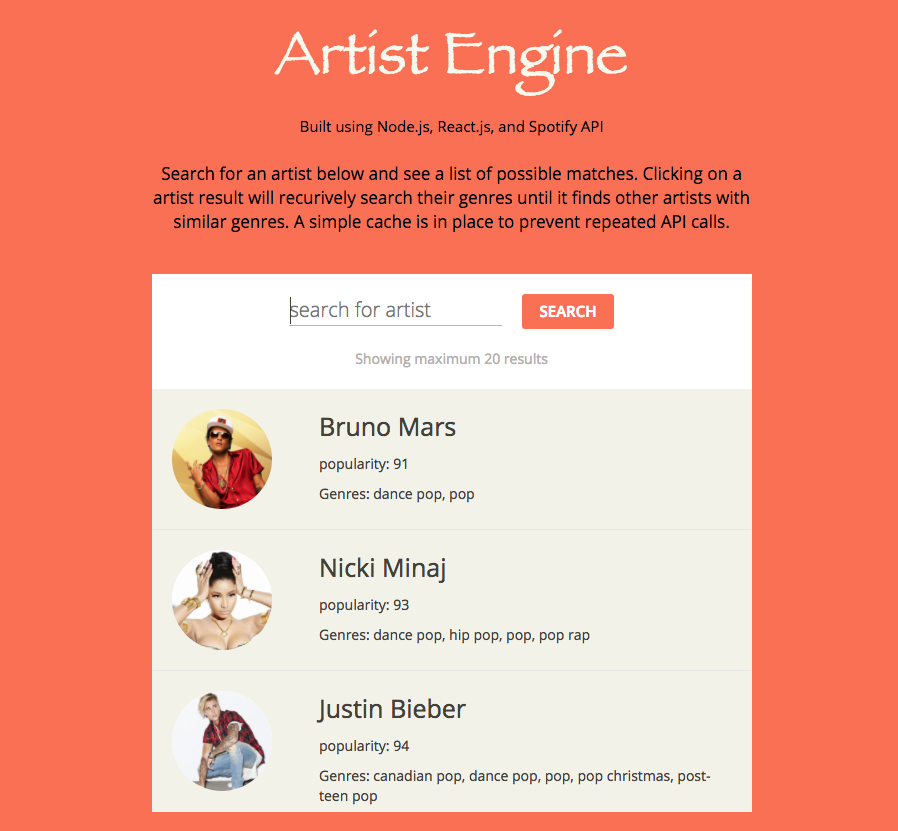 Artist Engine
Built using Node.js, React.js, and Spotify API
Search for an artist below and see a list of possible matches. Clicking on a
artist result will recurively search their genres until it finds other artists with
similar genres. A simple cache is in place to prevent repeated API calls.
search for artist
SEARCH
Showing maximum 20 results
Bruno Mars
popularity: 91
Genres: dance pop, pop
Nicki Minaj
popularity: 93
Genres: dance pop, hip pop, pop, pop rap
Justin Bieber
popularity: 94
Genres: canadian pop, dance pop, pop, pop christmas, post-
teen pop